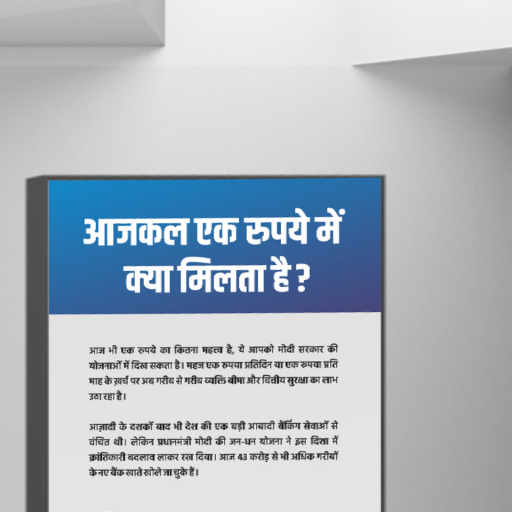 आजकल एक रुपये में
क्या मिलता है ?
आज भी एक रुपये का कितना महत्व है, ये आपको मोदी सरकार की
योजनाओं में दिख सकता है। महज एक रुपया प्रतिदिन या एक रुपया प्रति
माह के ख़र्च पर अब गरीब से गरीब व्यक्ति बीमा और वित्तीय सुरक्षा का लाभ
उठा रहा है।
आज़ादी के दशकों बाद भी देश की एक बड़ी आबादी बैंकिंग सेवाओं से
वंचित थी। लेकिन प्रधानमंत्री मोदी की जन-धन योजना ने इस दिशा में
क्रांतिकारी बदलाव लाकर रख दिया। आज 43 करोड़ से भी अधिक गरीबों
के नए बैंक खाते खोले जा चुके हैं।